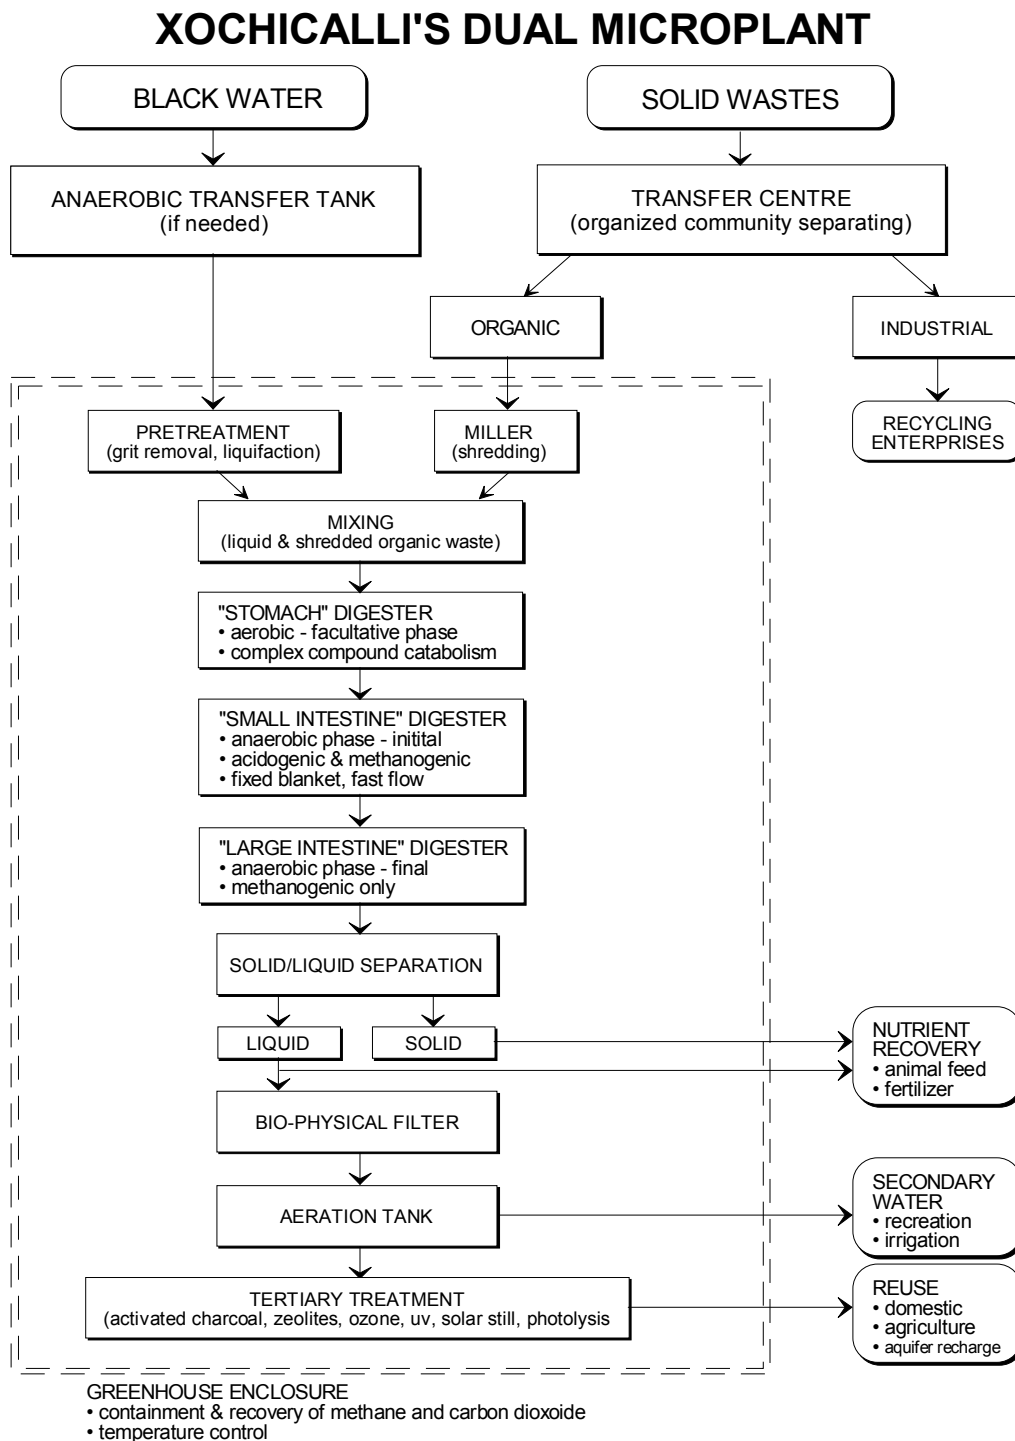 XOCHICALLI'S DUAL MICROPLANT
BLACK WATER
SOLID WASTES
ANAEROBIC TRANSFER TANK
(if needed)
TRANSFER CENTRE
(organized community separating)
ORGANIC
INDUSTRIAL
PRETREATMENT
(grit removal, liquifaction)
MILLER
(shredding)
RECYCLING
ENTERPRISES
MIXING
(liquid & shredded organic waste)
"STOMACH" DIGESTER
• aerobic - facultative phase
• complex compound catabolism
"SMALL INTESTINE" DIGESTER
• anaerobic phase - initital
• acidogenic & methanogenic
• fixed blanket, fast flow
"LARGE INTESTINE" DIGESTER
• anaerobic phase - final
• methanogenic only
SOLID/LIQUID SEPARATION
LIQUID
SOLID
NUTRIENT
RECOVERY
• animal feed
• fertilizer
BIO-PHYSICAL FILTER
AERATION TANK
SECONDARY
WATER
• recreation
• irrigation
TERTIARY TREATMENT
(activated charcoal, zeolites, ozone, uv, solar still, photolysis
REUSE
• domestic
• agriculture
• aquifer recharge
GREENHOUSE ENCLOSURE
• containment & recovery of methane and carbon dioxoide
• temperature control